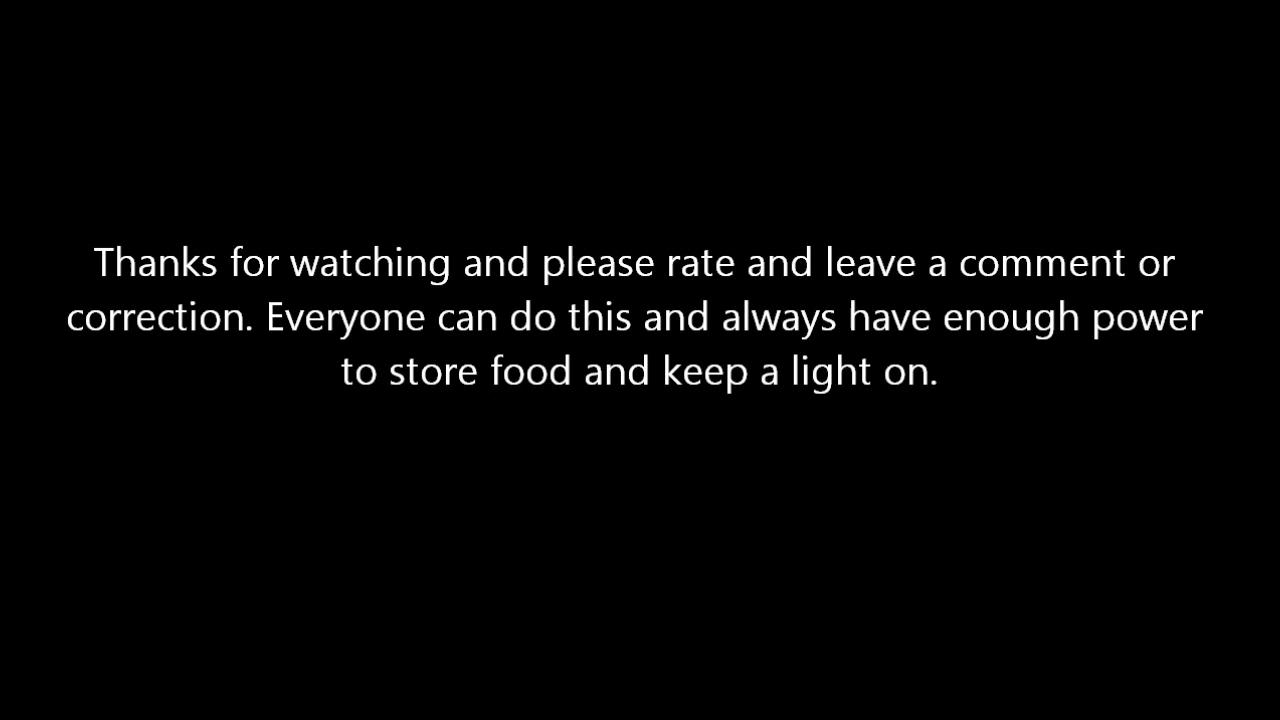 Thanks for watching and please rate and leave a comment or
correction. Everyone can do this and always have enough power
to store food and keep a light on.